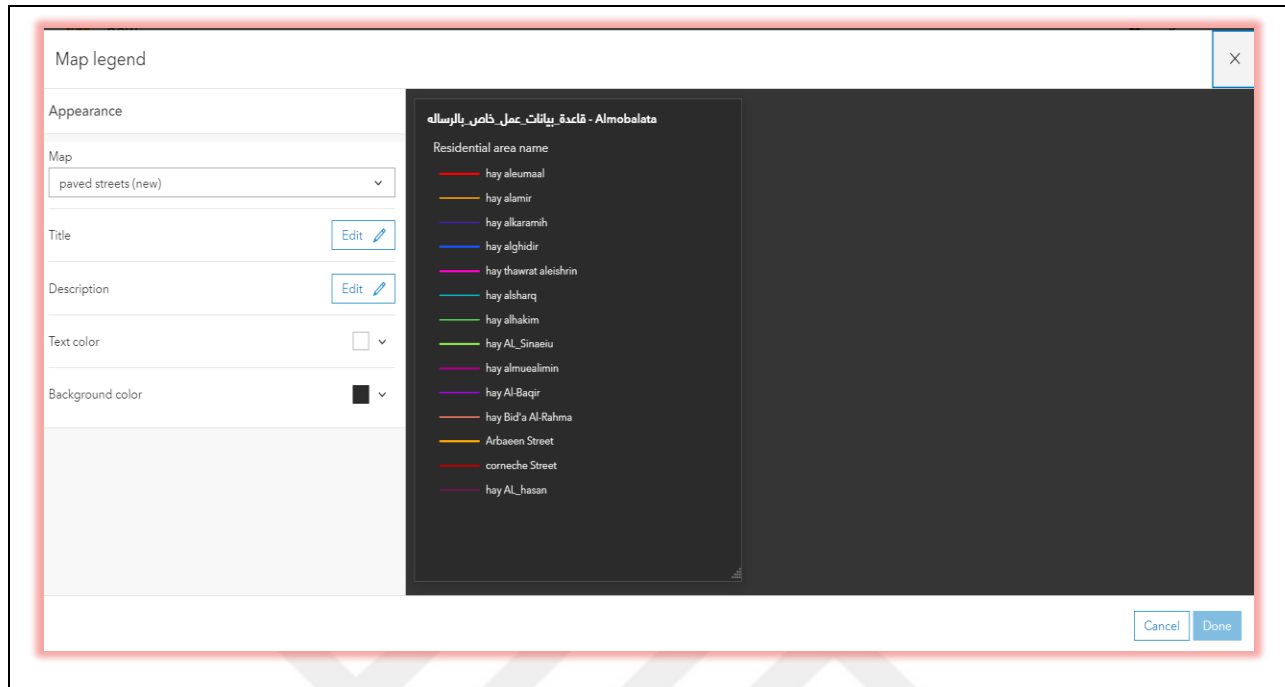 Map legend
Appearance
Map
paved streets (new)
Title
Edit
Description
Edit
Text color
Background color
قاعدة_بيانات_عمل_خاص_بالرساله - Almobalata
Residential area name
hay aleumaal
hay alamir
hay alkaramih
hay alghidir
hay thawrat aleishrin
hay alsharq
hay alhakim
hay AL_Sinaeiu
hay almuealimin
hay Al-Baqir
hay Bid'a Al-Rahma
Arbaeen Street
corneche Street
hay AL_hasan
Cancel
Done